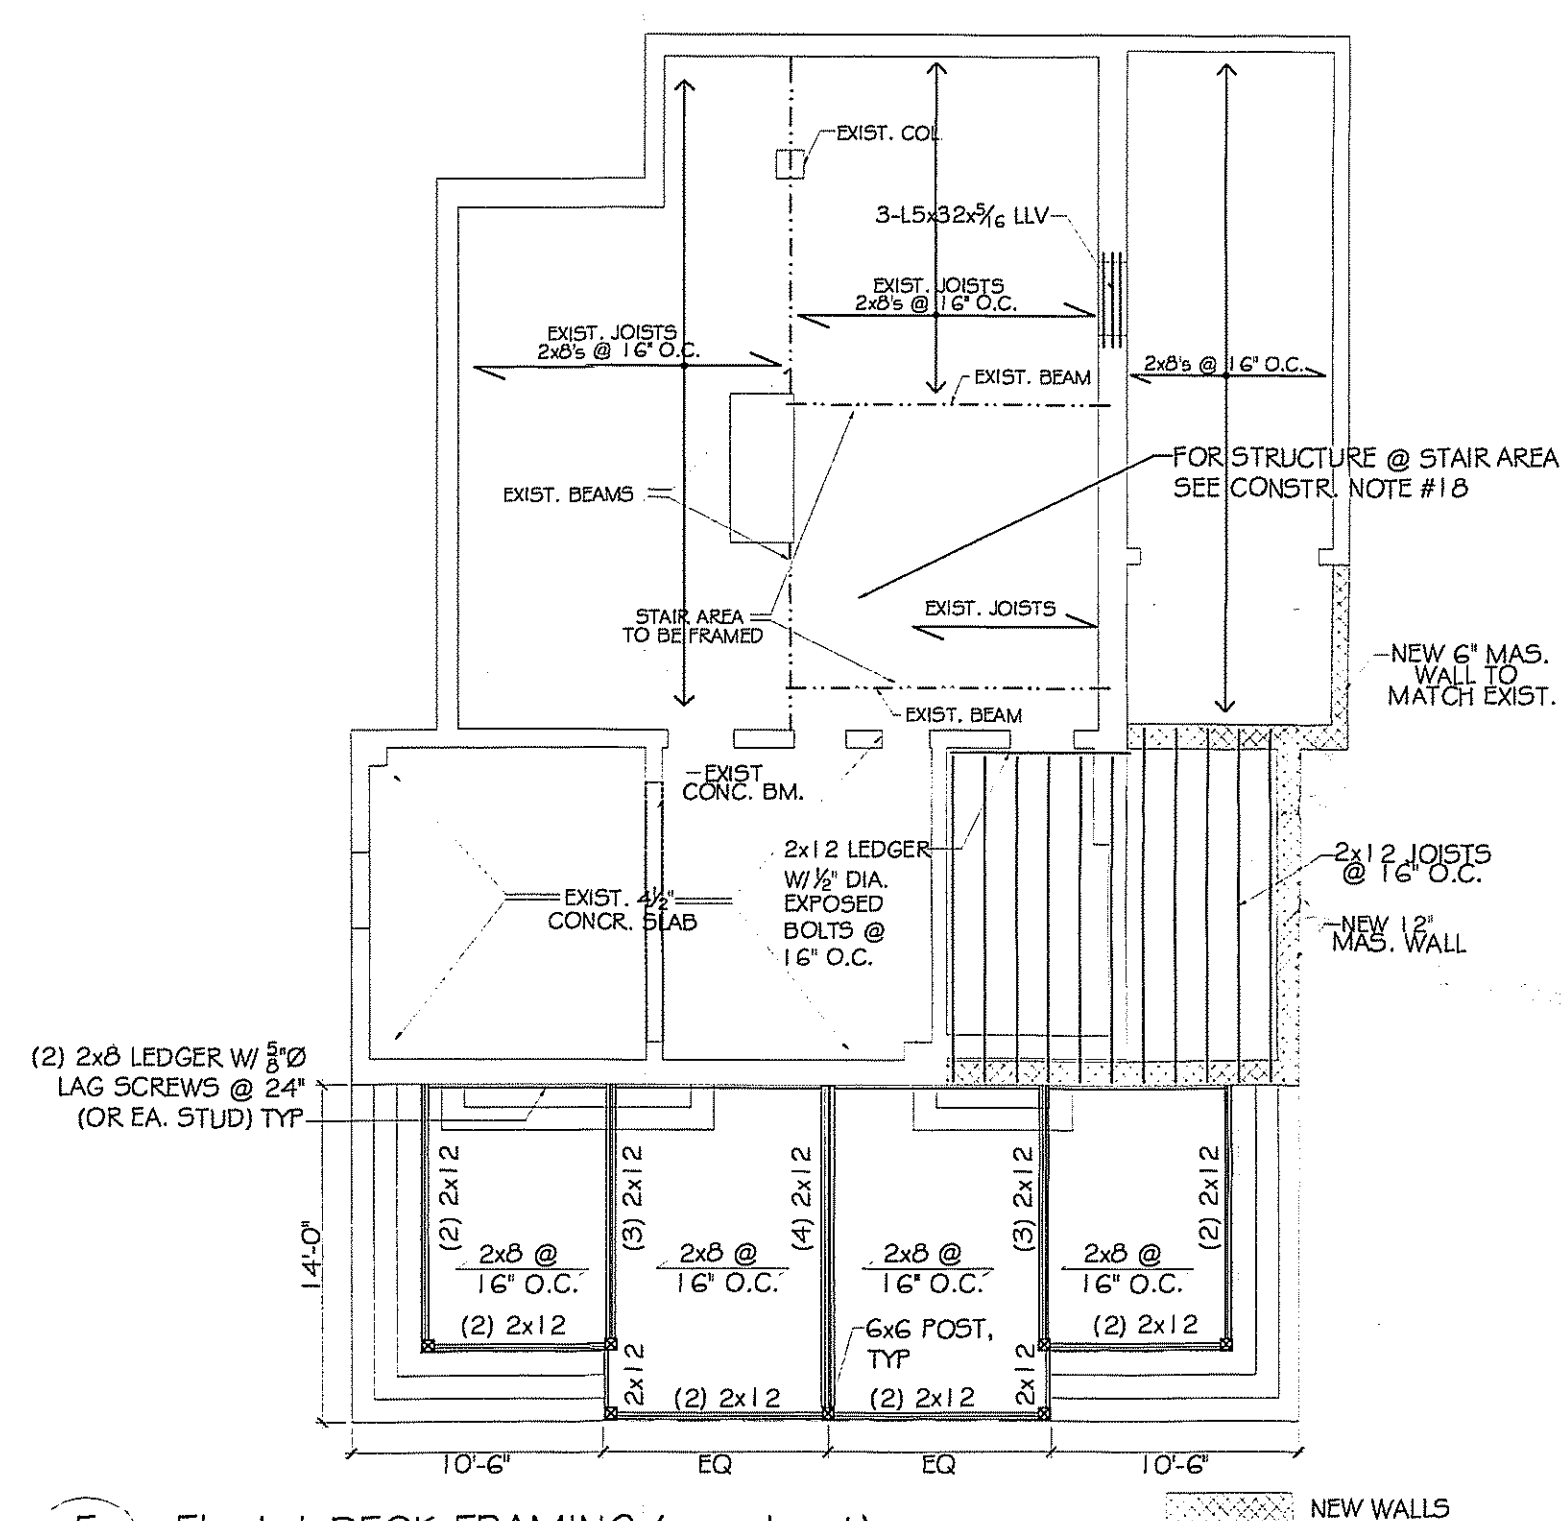 EXIST. COL.
3-L5x32x5/16 LLV
EXIST. JOISTS
2x8's @ 16" O.C.
EXIST. JOISTS
2x8's @ 16" O.C.
2x8's @ 16" O.C.
EXIST. BEAM
FOR STRUCTURE @ STAIR AREA
SEE CONSTR. NOTE #18
EXIST. BEAMS
STAIR AREA
TO BE FRAMED
EXIST. JOISTS
NEW 6" MAS.
WALL TO
MATCH EXIST.
EXIST. BEAM
EXIST
CONC. BM.
2x12 LEDGER
W/ 1/2" DIA.
EXPOSED
BOLTS @
16" O.C.
2x12 JOISTS
@ 16" O.C.
EXIST. 4 1/2"
CONCR. SLAB
NEW 12"
MAS. WALL
(2) 2x8 LEDGER W/ 5/8"Ø
LAG SCREWS @ 24"
(OR EA. STUD) TYP
(2) 2x12
(3) 2x12
(4) 2x12
(3) 2x12
(2) 2x12
14'-0"
2x8 @
16" O.C.
2x8 @
16" O.C.
2x8 @
16" O.C.
2x8 @
16" O.C.
(2) 2x12
6x6 POST,
TYP
(2) 2x12
2x12
(2) 2x12
(2) 2x12
2x12
10'-6"
EQ
EQ
10'-6"
DECK FRAMING
NEW WALLS